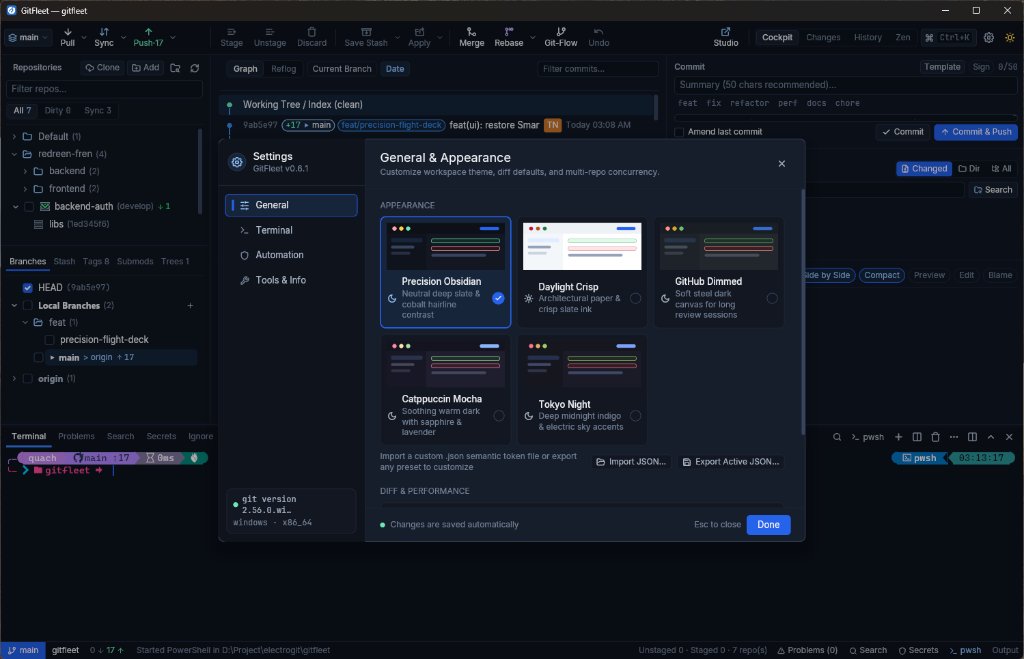 GitFleet — gitfleet
main
Pull
Sync
Push·17
Stage
Unstage
Discard
Save Stash
Apply
Merge
Rebase
Git-Flow
Undo
Studio
Cockpit
Changes
History
Zen
Ctrl+K
Repositories
Clone
Add
Filter repos...
All 7
Dirty 0
Sync 3
Default (1)
redreen-fren (4)
backend (2)
frontend (2)
backend-auth (develop) ↓1
libs (1ed345f6)
Branches
Stash
Tags 8
Submods
Trees 1
HEAD (9ab5e97)
Local Branches (2)
+
feat (1)
precision-flight-deck
main > origin ↑17
origin (1)
Graph
Reflog
Current Branch
Date
Filter commits...
Working Tree / Index (clean)
9ab5e97 +17 ▸ main feat/precision-flight-deck feat(ui): restore Smar TN Today 03:08 AM
Commit
Template
Sign
0/50
Summary (50 chars recommended)...
feat fix refactor perf docs chore
Amend last commit
Commit
Commit & Push
Changed
Dir
All
Search
Side by Side
Compact
Preview
Edit
Blame
Settings
GitFleet v0.6.1
General
Terminal
Automation
Tools & Info
git version
2.56.0.wi…
windows · x86_64
General & Appearance
Customize workspace theme, diff defaults, and multi-repo concurrency.
APPEARANCE
Precision Obsidian
Neutral deep slate &
cobalt hairline
contrast
Daylight Crisp
Architectural paper &
crisp slate ink
GitHub Dimmed
Soft steel dark
canvas for long
review sessions
Catppuccin Mocha
Soothing warm dark
with sapphire &
lavender
Tokyo Night
Deep midnight indigo
& electric sky accents
Import a custom .json semantic token file or export
any preset to customize
Import JSON...
Export Active JSON...
DIFF & PERFORMANCE
Changes are saved automatically
Esc to close
Done
Terminal
Problems
Search
Secrets
Ignore
pwsh
quach
main ↑17
0ms
gitfleet
pwsh
03:13:17
main
gitfleet
0↓ 17↑
Started PowerShell in D:\Project\electrogit\gitfleet
Unstaged 0 · Staged 0 · 7 repo(s)
Problems (0)
Search
Secrets
pwsh
Output